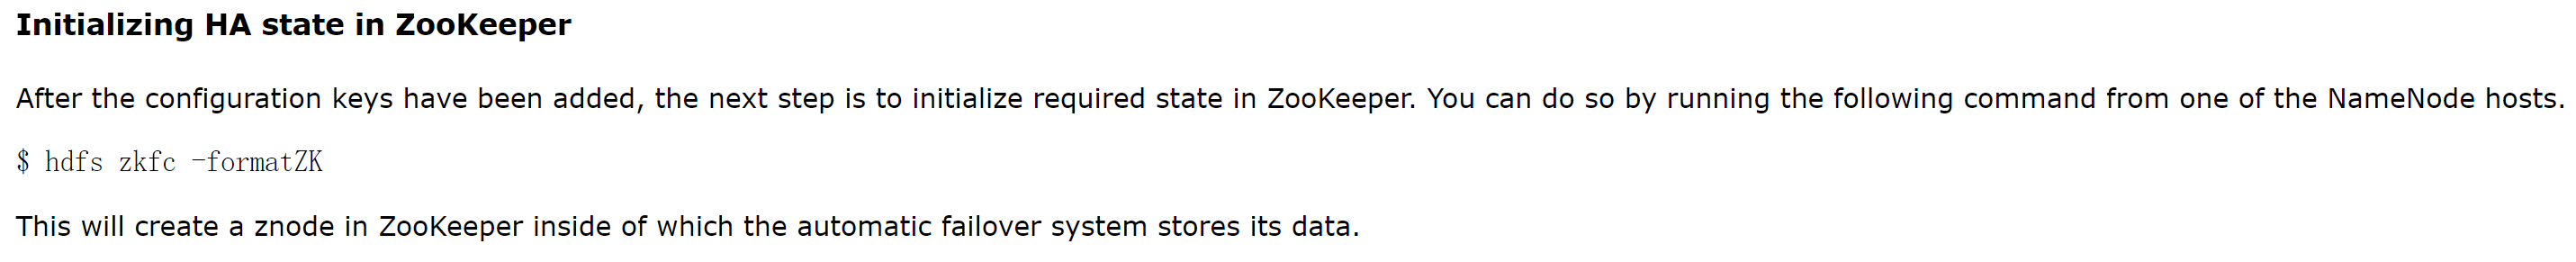 Initializing HA state in ZooKeeper
After the configuration keys have been added, the next step is to initialize required state in ZooKeeper. You can do so by running the following command from one of the NameNode hosts.
$ hdfs zkfc -formatZK
This will create a znode in ZooKeeper inside of which the automatic failover system stores its data.